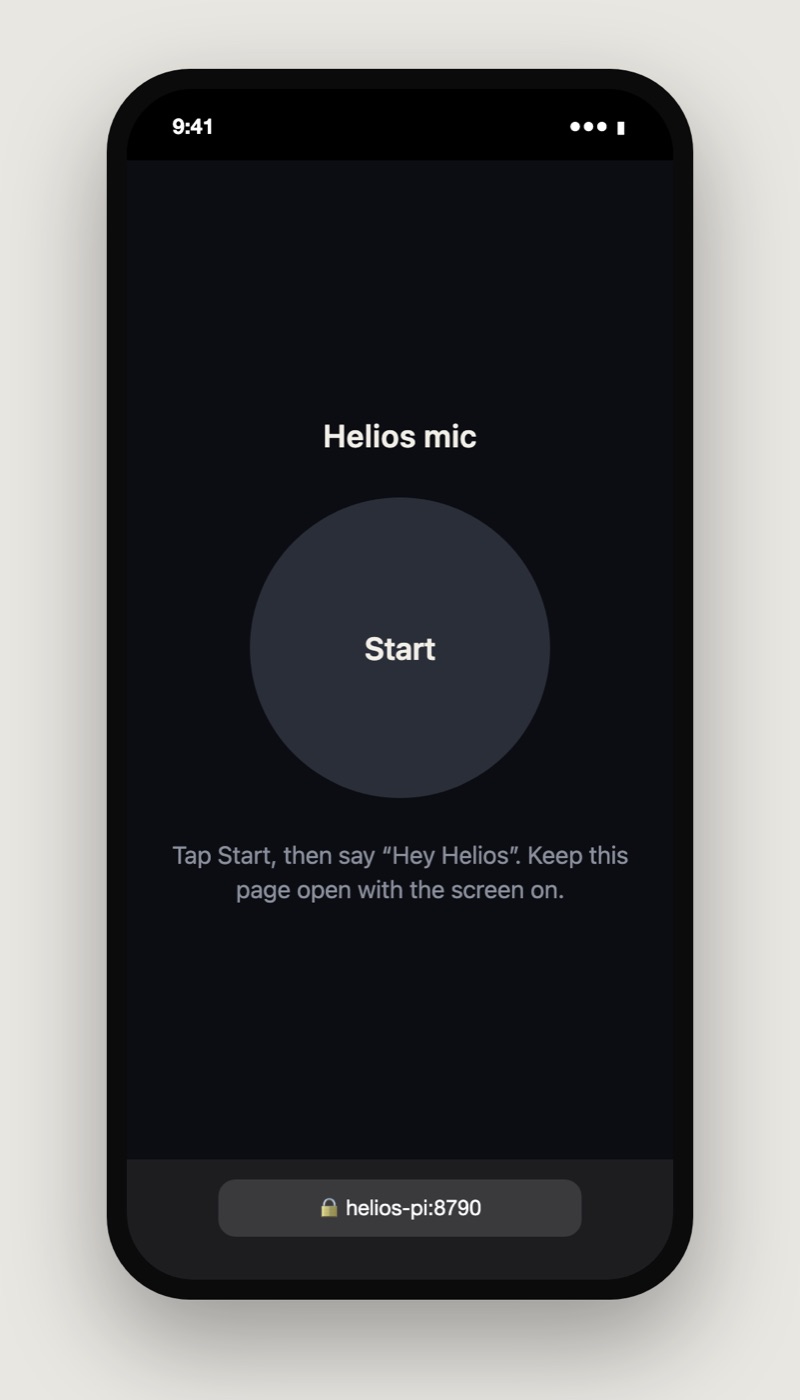 9:41
Helios mic
Start
Tap Start, then say “Hey Helios”. Keep this
page open with the screen on.
helios-pi:8790